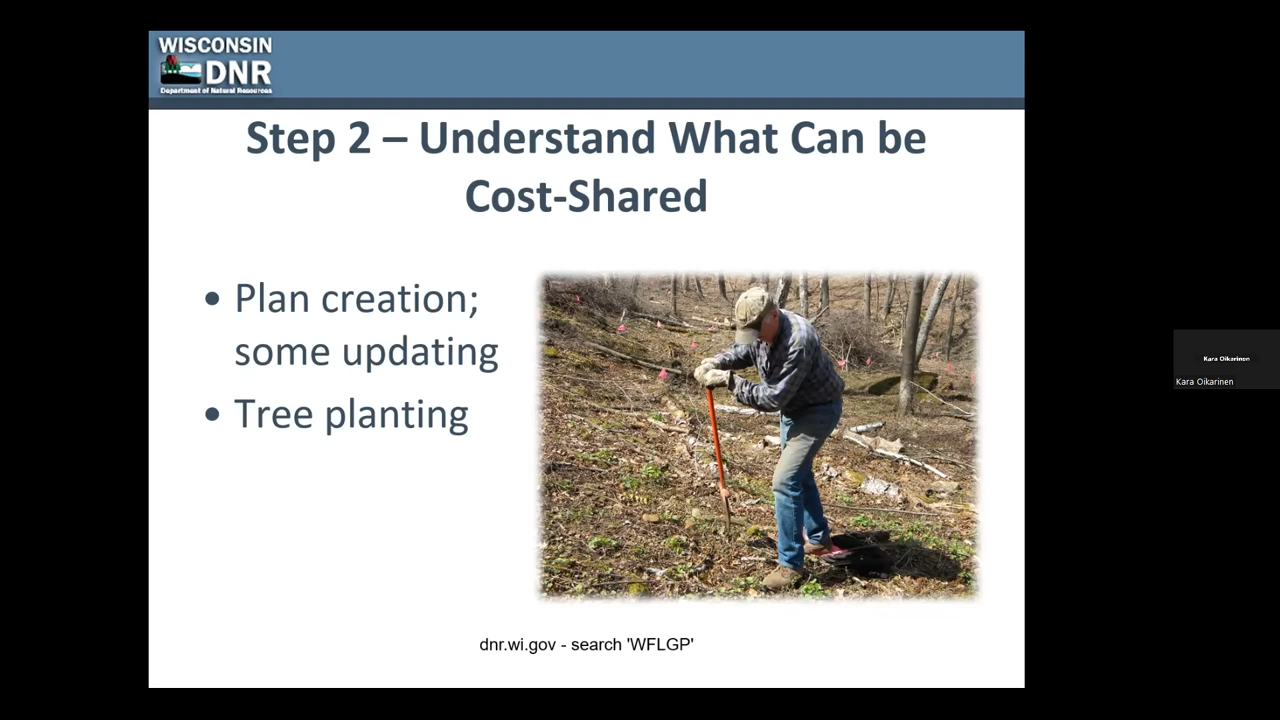 WISCONSIN
DNR
Department of Natural Resources
Step 2 – Understand What Can be
Cost-Shared
• Plan creation;
some updating
• Tree planting
dnr.wi.gov - search 'WFLGP'
Kara Oikarinen
Kara Oikarinen